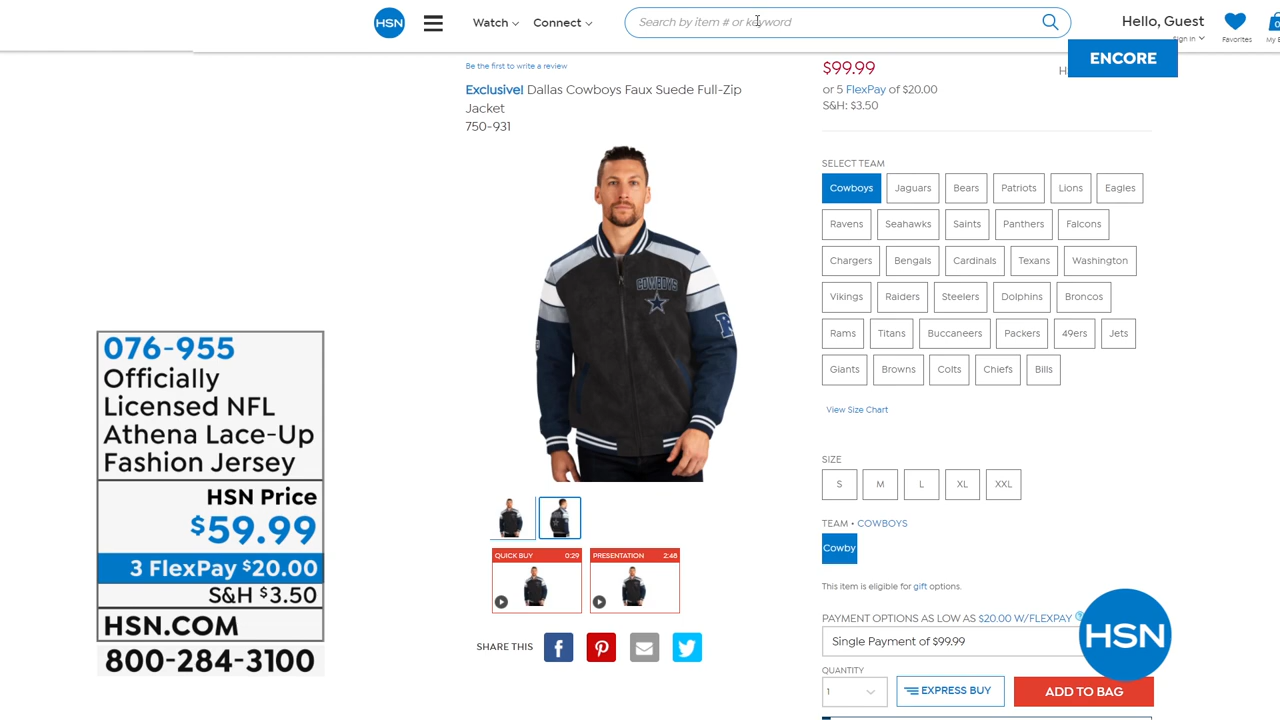 HSN
Watch
Connect
Search by item # or keyword
Hello, Guest
Sign In
Favorites
0
ENCORE
Be the first to write a review
Exclusive! Dallas Cowboys Faux Suede Full-Zip
Jacket
750-931
$99.99
or 5 FlexPay of $20.00
S&H: $3.50
SELECT TEAM
Cowboys Jaguars Bears Patriots Lions Eagles
Ravens Seahawks Saints Panthers Falcons
Chargers Bengals Cardinals Texans Washington
Vikings Raiders Steelers Dolphins Broncos
Rams Titans Buccaneers Packers 49ers Jets
Giants Browns Colts Chiefs Bills
View Size Chart
SIZE
S M L XL XXL
TEAM • COWBOYS
Cowby
This item is eligible for gift options.
PAYMENT OPTIONS AS LOW AS $20.00 W/FLEXPAY
Single Payment of $99.99
QUANTITY
1
EXPRESS BUY
ADD TO BAG
HSN
COWBOYS
QUICK BUY 0:29
PRESENTATION 2:48
SHARE THIS
076-955
Officially
Licensed NFL
Athena Lace-Up
Fashion Jersey
HSN Price
$59.99
3 FlexPay $20.00
S&H $3.50
HSN.COM
800-284-3100